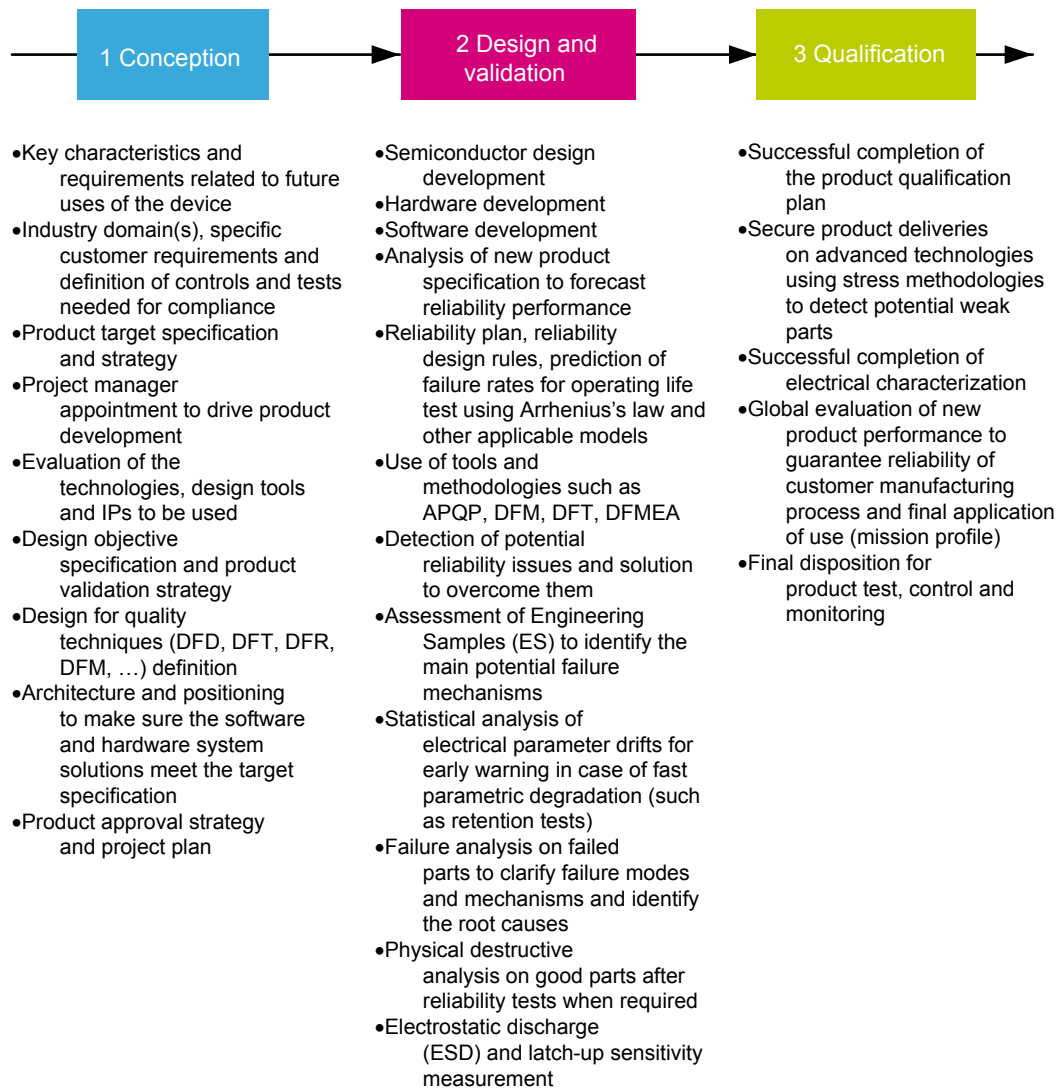 1 Conception
2 Design and
validation
3 Qualification
•Key characteristics and
requirements related to future
uses of the device
•Industry domain(s), specific
customer requirements and
definition of controls and tests
needed for compliance
•Product target specification
and strategy
•Project manager
appointment to drive product
development
•Evaluation of the
technologies, design tools
and IPs to be used
•Design objective
specification and product
validation strategy
•Design for quality
techniques (DFD, DFT, DFR,
DFM, …) definition
•Architecture and positioning
to make sure the software
and hardware system
solutions meet the target
specification
•Product approval strategy
and project plan
•Semiconductor design
development
•Hardware development
•Software development
•Analysis of new product
specification to forecast
reliability performance
•Reliability plan, reliability
design rules, prediction of
failure rates for operating life
test using Arrhenius’s law and
other applicable models
•Use of tools and
methodologies such as
APQP, DFM, DFT, DFMEA
•Detection of potential
reliability issues and solution
to overcome them
•Assessment of Engineering
Samples (ES) to identify the
main potential failure
mechanisms
•Statistical analysis of
electrical parameter drifts for
early warning in case of fast
parametric degradation (such
as retention tests)
•Failure analysis on failed
parts to clarify failure modes
and mechanisms and identify
the root causes
•Physical destructive
analysis on good parts after
reliability tests when required
•Electrostatic discharge
(ESD) and latch-up sensitivity
measurement
•Successful completion of
the product qualification
plan
•Secure product deliveries
on advanced technologies
using stress methodologies
to detect potential weak
parts
•Successful completion of
electrical characterization
•Global evaluation of new
product performance to
guarantee reliability of
customer manufacturing
process and final application
of use (mission profile)
•Final disposition for
product test, control and
monitoring